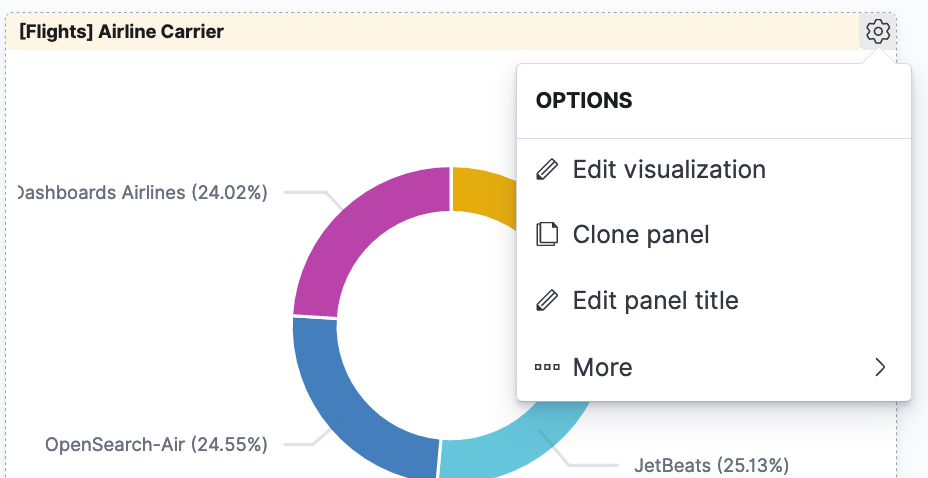 [Flights] Airline Carrier
OPTIONS
Edit visualization
Dashboards Airlines (24.02%)
Clone panel
Edit panel title
More
OpenSearch-Air (24.55%)
JetBeats (25.13%)